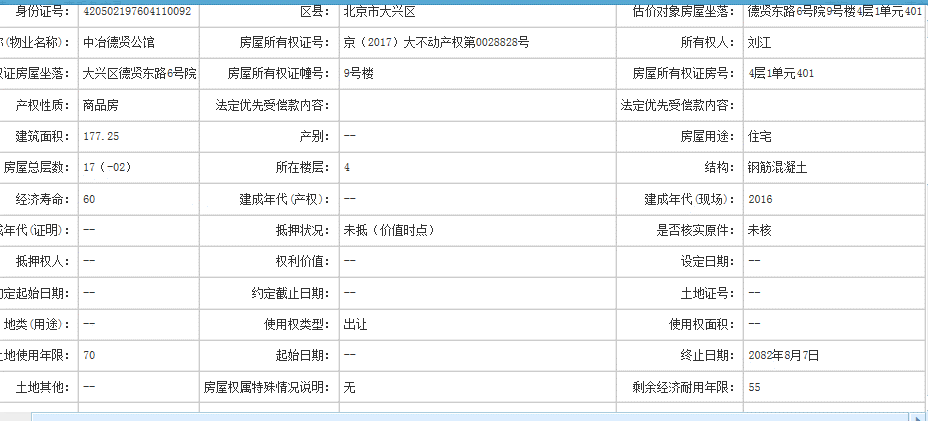 身份证号： 420502197604110092 区县： 北京市大兴区 估价对象房屋坐落： 德贤东路6号院9号楼4层1单元401
(物业名称)： 中冶德贤公馆 房屋所有权证号： 京（2017）大不动产权第0028828号 所有权人： 刘江
证房屋坐落： 大兴区德贤东路6号院 房屋所有权证幢号： 9号楼 房屋所有权证房号： 4层1单元401
产权性质： 商品房 法定优先受偿款内容： 法定优先受偿款内容：
建筑面积： 177.25 产别： -- 房屋用途： 住宅
房屋总层数： 17（-02） 所在楼层： 4 结构： 钢筋混凝土
经济寿命： 60 建成年代(产权)： -- 建成年代(现场)： 2016
年代(证明)： -- 抵押状况： 未抵（价值时点） 是否核实原件： 未核
抵押权人： -- 权利价值： -- 设定日期： --
定起始日期： -- 约定截止日期： -- 土地证号： --
地类(用途)： -- 使用权类型： 出让 使用权面积： --
地使用年限： 70 起始日期： -- 终止日期： 2082年8月7日
土地其他： -- 房屋权属特殊情况说明： 无 剩余经济耐用年限： 55